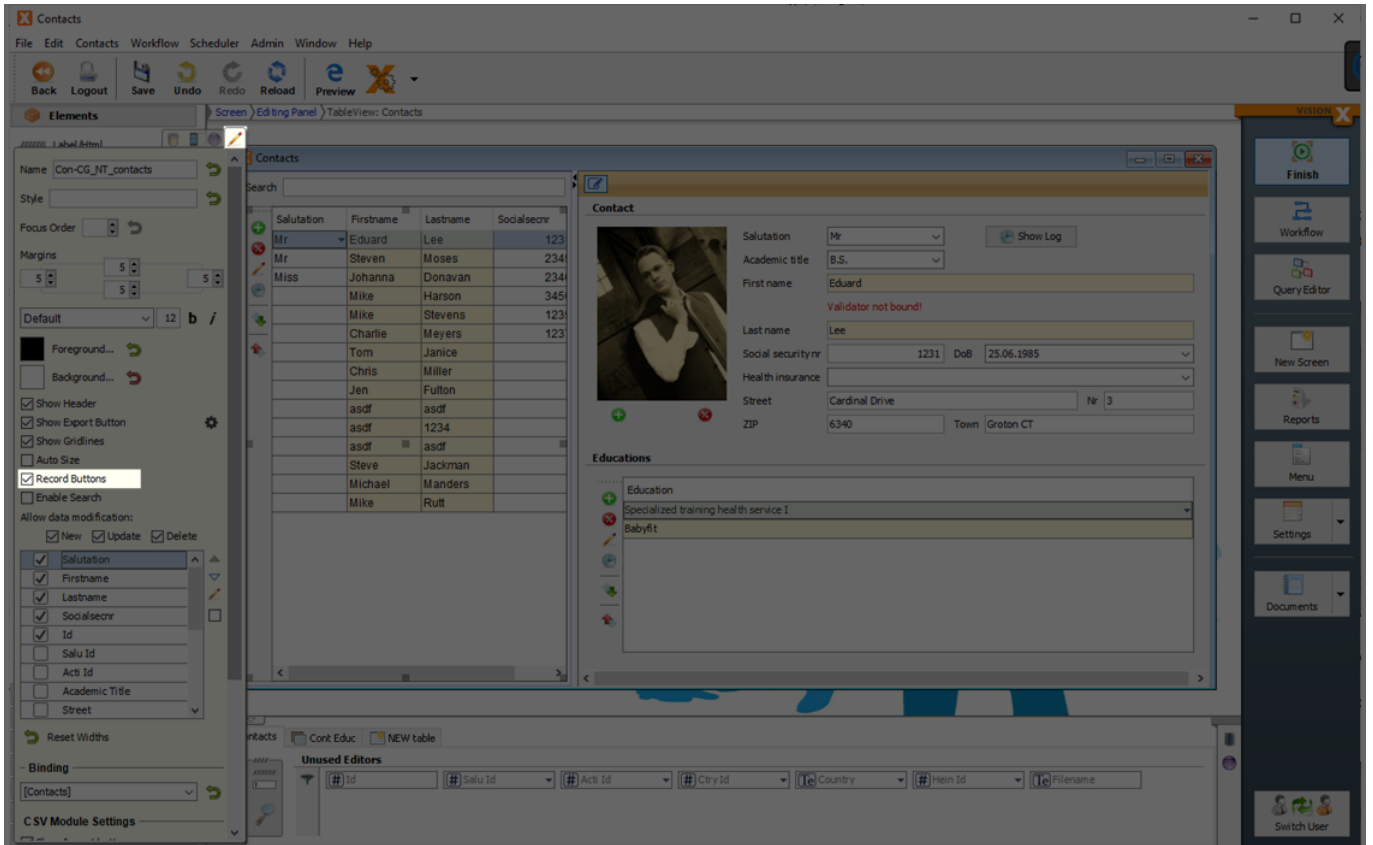 Contacts
File Edit Contacts Workflow Scheduler Admin Window Help
Back Logout Save Undo Redo Reload Preview
Elements
Screen Editing Panel TableView: Contacts
VISION X
Label/Html
Name Con-CG_NT_contacts
Style
Focus Order
Margins
5
5 5
5
Default 12 b i
Foreground...
Background...
Show Header
Show Export Button
Show Gridlines
Auto Size
Record Buttons
Enable Search
Allow data modification:
New Update Delete
Salutation
Firstname
Lastname
Socialsecnr
Id
Salu Id
Acti Id
Academic Title
Street
Reset Widths
Binding
[Contacts]
CSV Module Settings
Contacts
Search
Salutation Firstname Lastname Socialsecnr
Mr Eduard Lee 123
Mr Steven Moses 234
Miss Johanna Donavan 234
Mike Harson 345
Mike Stevens 123
Charlie Meyers 123
Tom Janice
Chris Miller
Jen Fulton
asdf asdf
asdf 1234
asdf asdf
Steve Jackman
Michael Manders
Mike Rutt
Contact
Salutation Mr Show Log
Academic title B.S.
First name Eduard
Validator not bound!
Last name Lee
Social security nr 1231 DoB 25.06.1985
Health insurance
Street Cardinal Drive Nr 3
ZIP 6340 Town Groton CT
Educations
Education
Specialized training health service I
Babyfit
ntacts Cont Educ NEW table
Unused Editors
# Id # Salu Id # Acti Id # Ctry Id Te Country # Hein Id Te Filename
Finish
Workflow
Query Editor
New Screen
Reports
Menu
Settings
Documents
Switch User